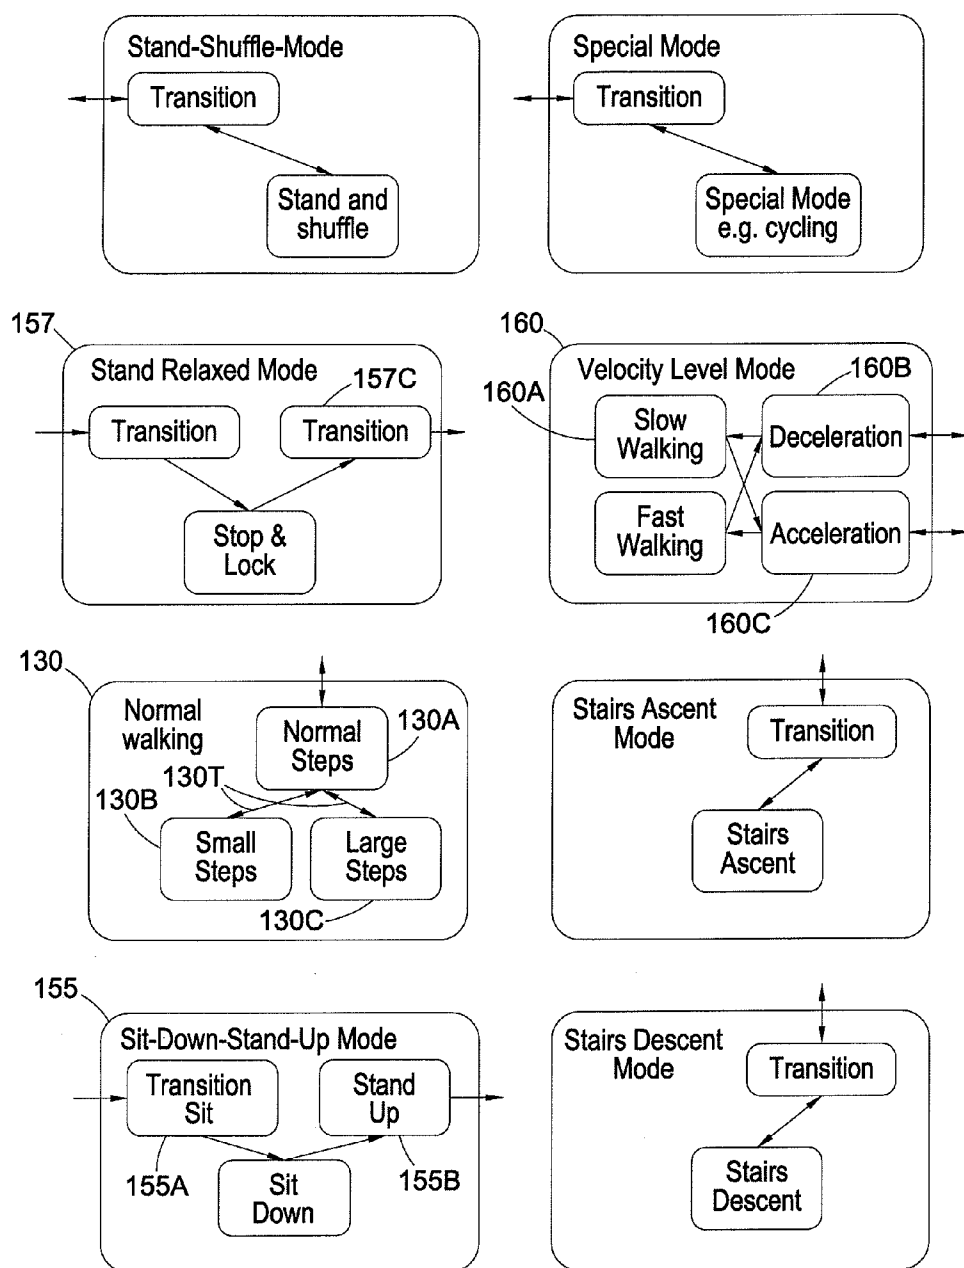 Stand-Shuffle-Mode
Transition
Stand and
shuffle
Special Mode
Transition
Special Mode
e.g. cycling
157
Stand Relaxed Mode
157C
Transition
Transition
Stop &
Lock
160
Velocity Level Mode
160A
160B
Slow
Walking
Deceleration
Fast
Walking
Acceleration
160C
130
Normal
walking
Normal
Steps
130A
130T
130B
Small
Steps
Large
Steps
130C
Stairs Ascent
Mode
Transition
Stairs
Ascent
155
Sit-Down-Stand-Up Mode
Transition
Sit
Stand
Up
155A
Sit
Down
155B
Stairs Descent
Mode
Transition
Stairs
Descent